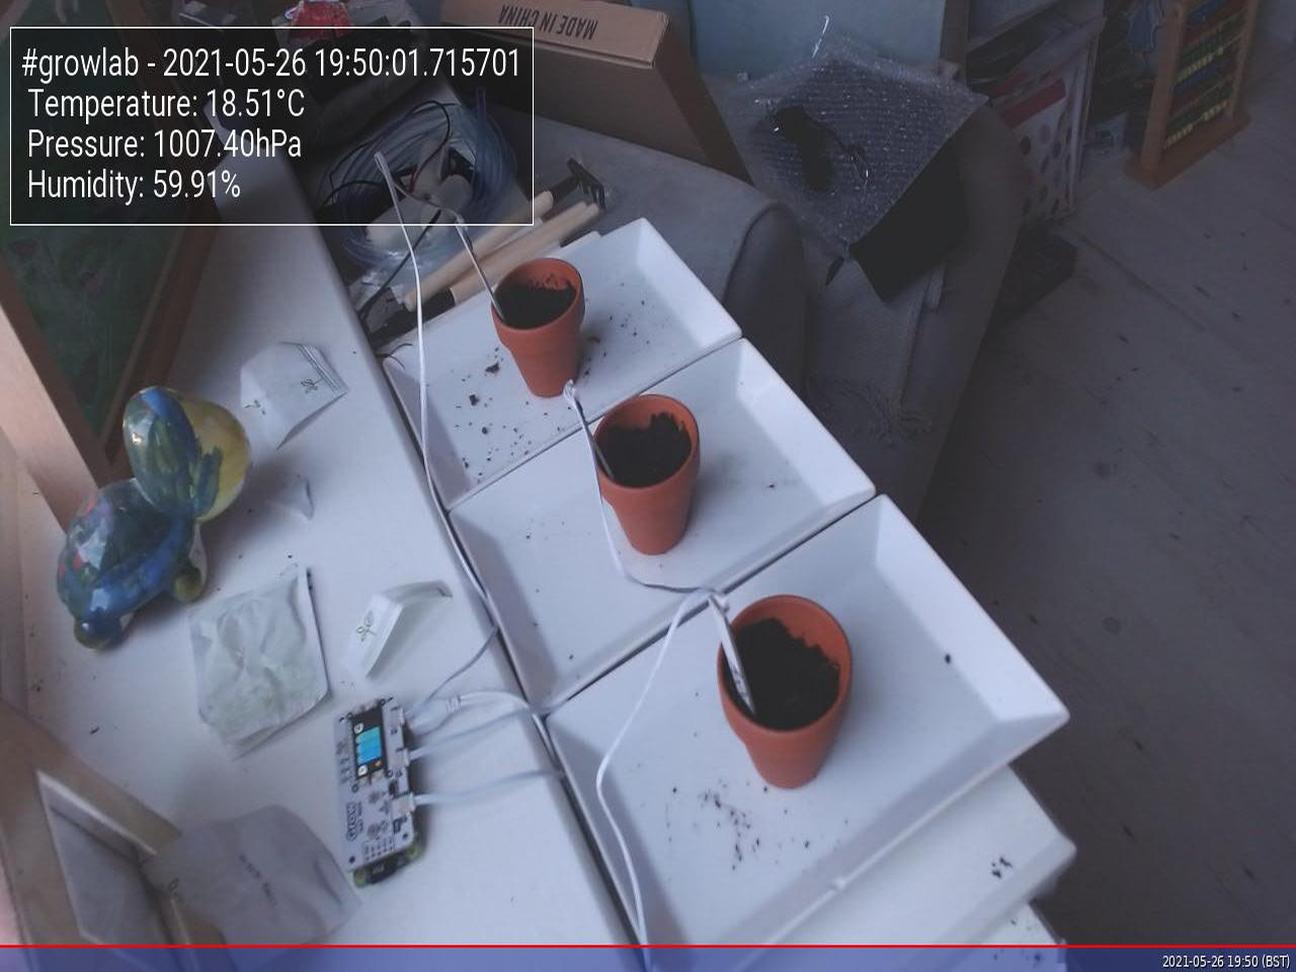 MADE IN CHINA
#growlab - 2021-05-26 19:50:01.715701
Temperature: 18.51°C
Pressure: 1007.40hPa
Humidity: 59.91%
2021-05-26 19:50 (BST)